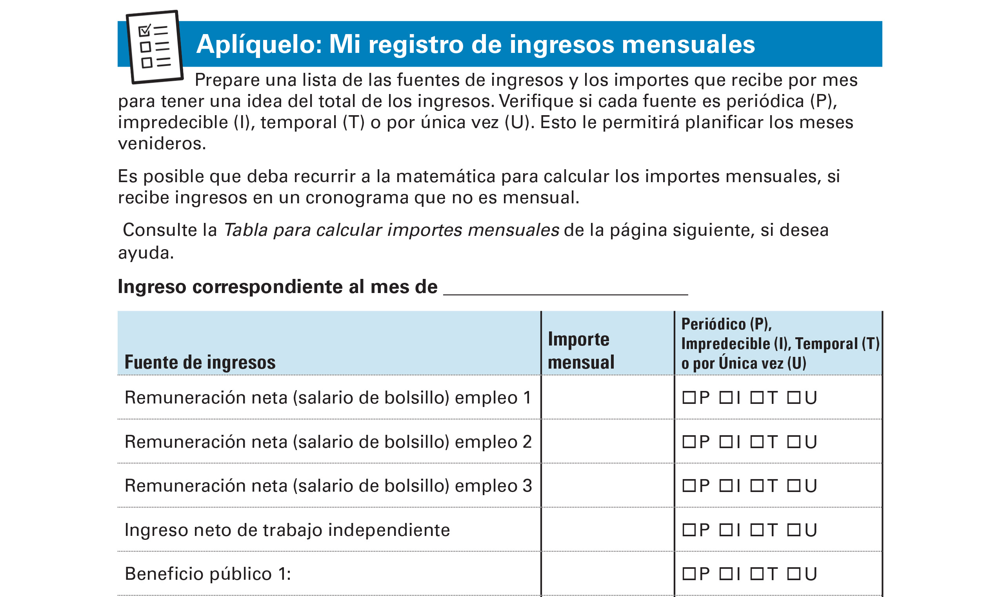 Aplíquelo: Mi registro de ingresos mensuales
Prepare una lista de las fuentes de ingresos y los importes que recibe por mes
para tener una idea del total de los ingresos. Verifique si cada fuente es periódica (P),
impredecible (I), temporal (T) o por única vez (U). Esto le permitirá planificar los meses
venideros.
Es posible que deba recurrir a la matemática para calcular los importes mensuales, si
recibe ingresos en un cronograma que no es mensual.
Consulte la Tabla para calcular importes mensuales de la página siguiente, si desea
ayuda.
Ingreso correspondiente al mes de
Fuente de ingresos
Importe
mensual
Periódico (P),
Impredecible (I), Temporal (T)
o por Única vez (U)
Remuneración neta (salario de bolsillo) empleo 1
P I T U
Remuneración neta (salario de bolsillo) empleo 2
P I T U
Remuneración neta (salario de bolsillo) empleo 3
P I T U
Ingreso neto de trabajo independiente
P I T U
Beneficio público 1:
P I T U